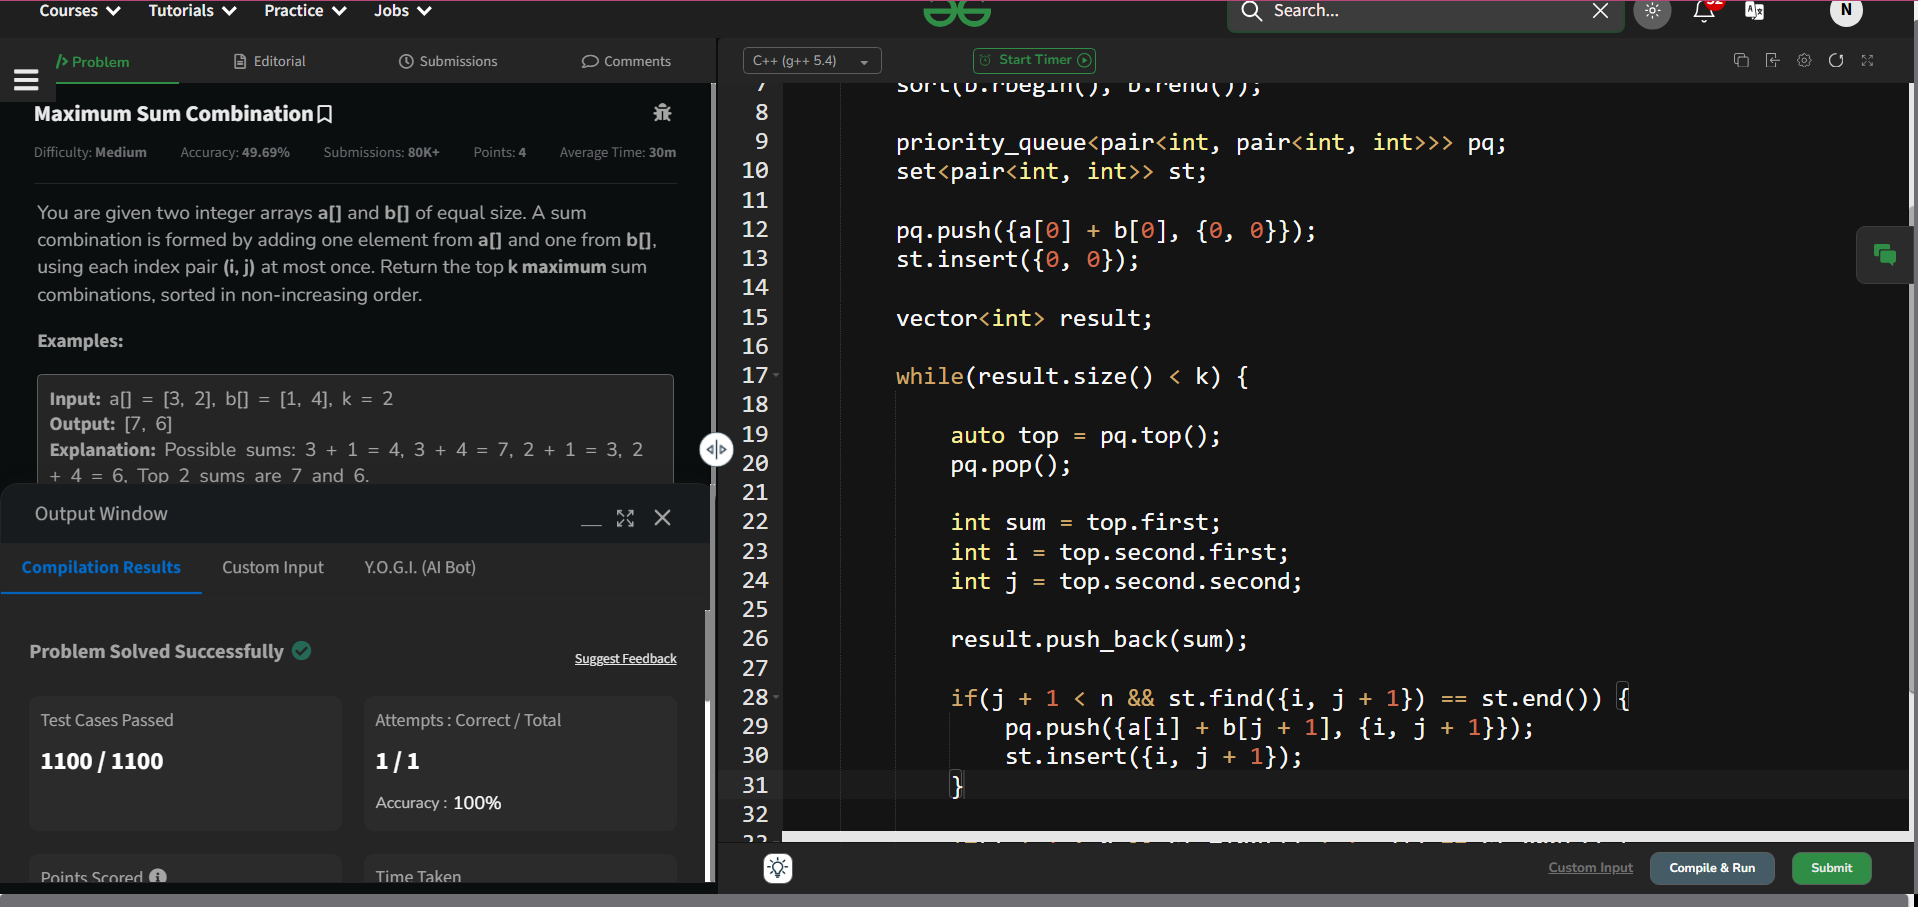 Courses Tutorials Practice Jobs
Search...
52
N
Problem Editorial Submissions Comments
C++ (g++ 5.4) Start Timer
Maximum Sum Combination
Difficulty: Medium Accuracy: 49.69% Submissions: 80K+ Points: 4 Average Time: 30m
You are given two integer arrays a[] and b[] of equal size. A sum
combination is formed by adding one element from a[] and one from b[],
using each index pair (i, j) at most once. Return the top k maximum sum
combinations, sorted in non-increasing order.
Examples:
Input: a[] = [3, 2], b[] = [1, 4], k = 2
Output: [7, 6]
Explanation: Possible sums: 3 + 1 = 4, 3 + 4 = 7, 2 + 1 = 3, 2
+ 4 = 6, Top 2 sums are 7 and 6.
Output Window
Compilation Results Custom Input Y.O.G.I. (AI Bot)
Problem Solved Successfully
Suggest Feedback
Test Cases Passed
1100 / 1100
Attempts : Correct / Total
1 / 1
Accuracy : 100%
Points Scored
Time Taken
7 sort(b.rbegin(), b.rend());
8
9 priority_queue<pair<int, pair<int, int>>> pq;
10 set<pair<int, int>> st;
11
12 pq.push({a[0] + b[0], {0, 0}});
13 st.insert({0, 0});
14
15 vector<int> result;
16
17 while(result.size() < k) {
18
19 auto top = pq.top();
20 pq.pop();
21
22 int sum = top.first;
23 int i = top.second.first;
24 int j = top.second.second;
25
26 result.push_back(sum);
27
28 if(j + 1 < n && st.find({i, j + 1}) == st.end()) {
29 pq.push({a[i] + b[j + 1], {i, j + 1}});
30 st.insert({i, j + 1});
31 }
32
Custom Input Compile & Run Submit